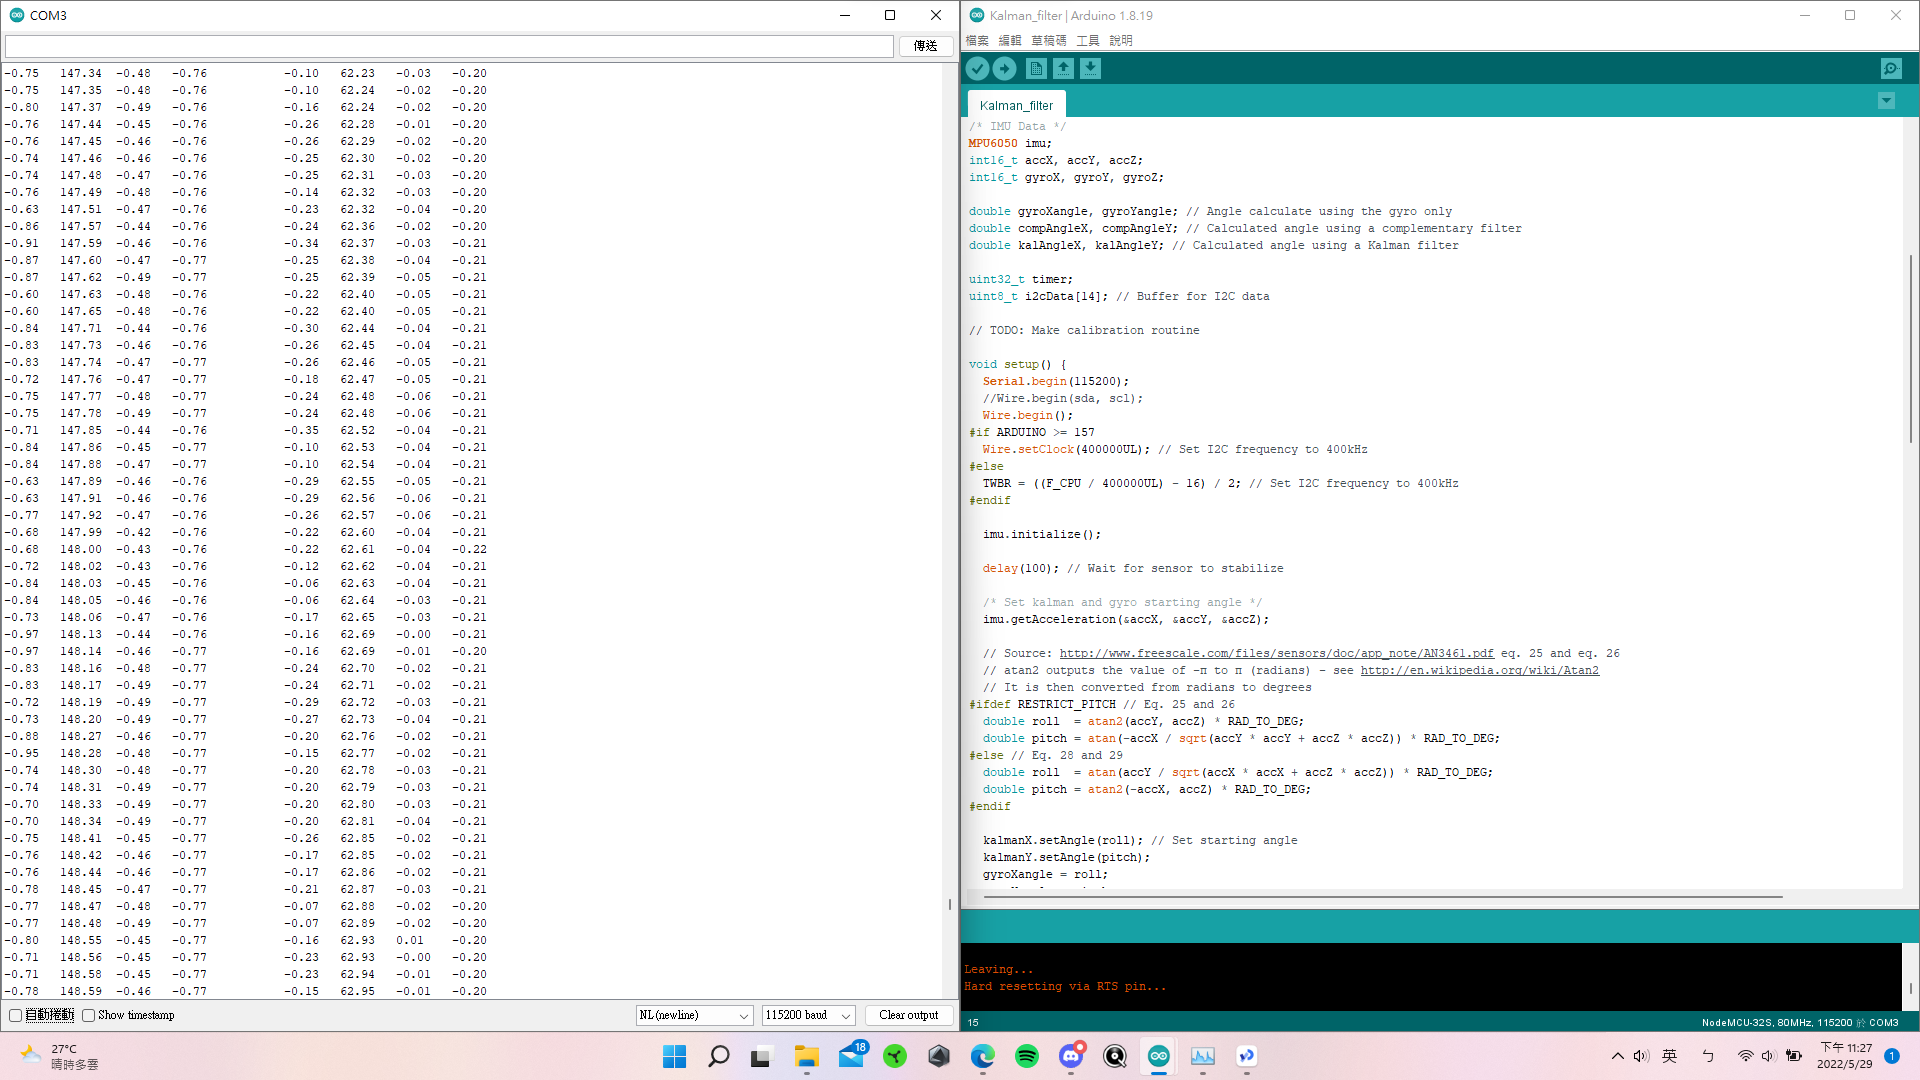 COM3
傳送
-0.75 147.34 -0.48 -0.76 -0.10 62.23 -0.03 -0.20
-0.75 147.35 -0.48 -0.76 -0.10 62.24 -0.02 -0.20
-0.80 147.37 -0.49 -0.76 -0.16 62.24 -0.02 -0.20
-0.76 147.44 -0.45 -0.76 -0.26 62.28 -0.01 -0.20
-0.76 147.45 -0.46 -0.76 -0.26 62.29 -0.02 -0.20
-0.74 147.46 -0.46 -0.76 -0.25 62.30 -0.02 -0.20
-0.74 147.48 -0.47 -0.76 -0.25 62.31 -0.03 -0.20
-0.76 147.49 -0.48 -0.76 -0.14 62.32 -0.03 -0.20
-0.63 147.51 -0.47 -0.76 -0.23 62.32 -0.04 -0.20
-0.86 147.57 -0.44 -0.76 -0.24 62.36 -0.02 -0.20
-0.91 147.59 -0.46 -0.76 -0.34 62.37 -0.03 -0.21
-0.87 147.60 -0.47 -0.77 -0.25 62.38 -0.04 -0.21
-0.87 147.62 -0.49 -0.77 -0.25 62.39 -0.05 -0.21
-0.60 147.63 -0.48 -0.76 -0.22 62.40 -0.05 -0.21
-0.60 147.65 -0.48 -0.76 -0.22 62.40 -0.05 -0.21
-0.84 147.71 -0.44 -0.76 -0.30 62.44 -0.04 -0.21
-0.83 147.73 -0.46 -0.76 -0.26 62.45 -0.04 -0.21
-0.83 147.74 -0.47 -0.77 -0.26 62.46 -0.05 -0.21
-0.72 147.76 -0.47 -0.77 -0.18 62.47 -0.05 -0.21
-0.75 147.77 -0.48 -0.77 -0.24 62.48 -0.06 -0.21
-0.75 147.78 -0.49 -0.77 -0.24 62.48 -0.06 -0.21
-0.71 147.85 -0.44 -0.76 -0.35 62.52 -0.04 -0.21
-0.84 147.86 -0.45 -0.77 -0.10 62.53 -0.04 -0.21
-0.84 147.88 -0.47 -0.77 -0.10 62.54 -0.04 -0.21
-0.63 147.89 -0.46 -0.76 -0.29 62.55 -0.05 -0.21
-0.63 147.91 -0.46 -0.76 -0.29 62.56 -0.06 -0.21
-0.77 147.92 -0.47 -0.76 -0.26 62.57 -0.06 -0.21
-0.68 147.99 -0.42 -0.76 -0.22 62.60 -0.04 -0.21
-0.68 148.00 -0.43 -0.76 -0.22 62.61 -0.04 -0.22
-0.72 148.02 -0.43 -0.76 -0.12 62.62 -0.04 -0.21
-0.84 148.03 -0.45 -0.76 -0.06 62.63 -0.04 -0.21
-0.84 148.05 -0.46 -0.76 -0.06 62.64 -0.03 -0.21
-0.73 148.06 -0.47 -0.76 -0.17 62.65 -0.03 -0.21
-0.97 148.13 -0.44 -0.76 -0.16 62.69 -0.00 -0.21
-0.97 148.14 -0.46 -0.77 -0.16 62.69 -0.01 -0.20
-0.83 148.16 -0.48 -0.77 -0.24 62.70 -0.02 -0.21
-0.83 148.17 -0.49 -0.77 -0.24 62.71 -0.02 -0.21
-0.72 148.19 -0.49 -0.77 -0.29 62.72 -0.03 -0.21
-0.73 148.20 -0.49 -0.77 -0.27 62.73 -0.04 -0.21
-0.88 148.27 -0.46 -0.77 -0.20 62.76 -0.02 -0.21
-0.95 148.28 -0.48 -0.77 -0.15 62.77 -0.02 -0.21
-0.74 148.30 -0.48 -0.77 -0.20 62.78 -0.03 -0.21
-0.74 148.31 -0.49 -0.77 -0.20 62.79 -0.03 -0.21
-0.70 148.33 -0.49 -0.77 -0.20 62.80 -0.03 -0.21
-0.70 148.34 -0.49 -0.77 -0.20 62.81 -0.04 -0.21
-0.75 148.41 -0.45 -0.77 -0.26 62.85 -0.02 -0.21
-0.76 148.42 -0.46 -0.77 -0.17 62.85 -0.02 -0.21
-0.76 148.44 -0.46 -0.77 -0.17 62.86 -0.02 -0.21
-0.78 148.45 -0.47 -0.77 -0.21 62.87 -0.03 -0.21
-0.77 148.47 -0.48 -0.77 -0.07 62.88 -0.02 -0.20
-0.77 148.48 -0.49 -0.77 -0.07 62.89 -0.02 -0.20
-0.80 148.55 -0.45 -0.77 -0.16 62.93 0.01 -0.20
-0.71 148.56 -0.45 -0.77 -0.23 62.93 -0.00 -0.20
-0.71 148.58 -0.45 -0.77 -0.23 62.94 -0.01 -0.20
-0.78 148.59 -0.46 -0.77 -0.15 62.95 -0.01 -0.20
自動捲動 Show timestamp NL(newline) 115200 baud Clear output
Kalman_filter | Arduino 1.8.19
檔案 編輯 草稿碼 工具 說明
Kalman_filter
/* IMU Data */
MPU6050 imu;
int16_t accX, accY, accZ;
int16_t gyroX, gyroY, gyroZ;
double gyroXangle, gyroYangle; // Angle calculate using the gyro only
double compAngleX, compAngleY; // Calculated angle using a complementary filter
double kalAngleX, kalAngleY; // Calculated angle using a Kalman filter
uint32_t timer;
uint8_t i2cData[14]; // Buffer for I2C data
// TODO: Make calibration routine
void setup() {
Serial.begin(115200);
//Wire.begin(sda, scl);
Wire.begin();
#if ARDUINO >= 157
Wire.setClock(400000UL); // Set I2C frequency to 400kHz
#else
TWBR = ((F_CPU / 400000UL) - 16) / 2; // Set I2C frequency to 400kHz
#endif
imu.initialize();
delay(100); // Wait for sensor to stabilize
/* Set kalman and gyro starting angle */
imu.getAcceleration(&accX, &accY, &accZ);
// Source: http://www.freescale.com/files/sensors/doc/app_note/AN3461.pdf eq. 25 and eq. 26
// atan2 outputs the value of -π to π (radians) - see http://en.wikipedia.org/wiki/Atan2
// It is then converted from radians to degrees
#ifdef RESTRICT_PITCH // Eq. 25 and 26
double roll = atan2(accY, accZ) * RAD_TO_DEG;
double pitch = atan(-accX / sqrt(accY * accY + accZ * accZ)) * RAD_TO_DEG;
#else // Eq. 28 and 29
double roll = atan(accY / sqrt(accX * accX + accZ * accZ)) * RAD_TO_DEG;
double pitch = atan2(-accX, accZ) * RAD_TO_DEG;
#endif
kalmanX.setAngle(roll); // Set starting angle
kalmanY.setAngle(pitch);
gyroXangle = roll;
Leaving...
Hard resetting via RTS pin...
15 NodeMCU-32S, 80MHz, 115200 於 COM3
27°C
晴時多雲
18
英 ㄅ
下午 11:27
2022/5/29
1